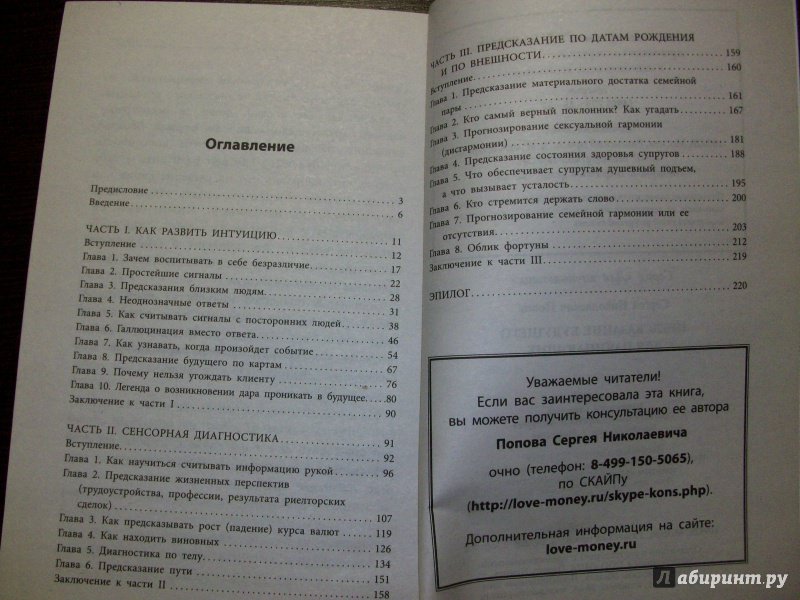 Оглавление
Предисловие 3
Введение 6
ЧАСТЬ I. КАК РАЗВИТЬ ИНТУИЦИЮ 11
Вступление 12
Глава 1. Зачем воспитывать в себе безразличие 17
Глава 2. Простейшие сигналы 22
Глава 3. Предсказания близким людям 28
Глава 4. Неоднозначные ответы 31
Глава 5. Как считывать сигналы с посторонних людей 38
Глава 6. Галлюцинация вместо ответа 46
Глава 7. Как узнавать, когда произойдет событие 54
Глава 8. Предсказание будущего по картам 67
Глава 9. Почему нельзя угождать клиенту 76
Глава 10. Легенда о возникновении дара проникать в будущее 80
Заключение к части I 90
ЧАСТЬ II. СЕНСОРНАЯ ДИАГНОСТИКА 91
Вступление 92
Глава 1. Как научиться считывать информацию рукой 96
Глава 2. Предсказание жизненных перспектив
(трудоустройства, профессии, результата риелторских
сделок) 107
Глава 3. Как предсказывать рост (падение) курса валют 119
Глава 4. Как находить виновных 126
Глава 5. Диагностика по телу 134
Глава 6. Предсказание пути 151
Заключение к части II 158
ЧАСТЬ III. ПРЕДСКАЗАНИЕ ПО ДАТАМ РОЖДЕНИЯ
И ПО ВНЕШНОСТИ 159
Вступление 160
Глава 1. Предсказание материального достатка семейной
пары 161
Глава 2. Кто самый верный поклонник? Как угадать 167
Глава 3. Прогнозирование сексуальной гармонии
(дисгармонии) 181
Глава 4. Предсказание состояния здоровья супругов 188
Глава 5. Что обеспечивает супругам душевный подъем,
а что вызывает усталость 195
Глава 6. Кто стремится держать слово 200
Глава 7. Прогнозирование семейной гармонии или ее
отсутствия 203
Глава 8. Облик фортуны 212
Заключение к части III 219
ЭПИЛОГ 220
Уважаемые читатели!
Если вас заинтересовала эта книга,
вы можете получить консультацию ее автора
Попова Сергея Николаевича
очно (телефон: 8-499-150-5065),
по СКАЙПу
(http://love-money.ru/skype-kons.php).
Дополнительная информация на сайте:
love-money.ru
Лабиринт.ру